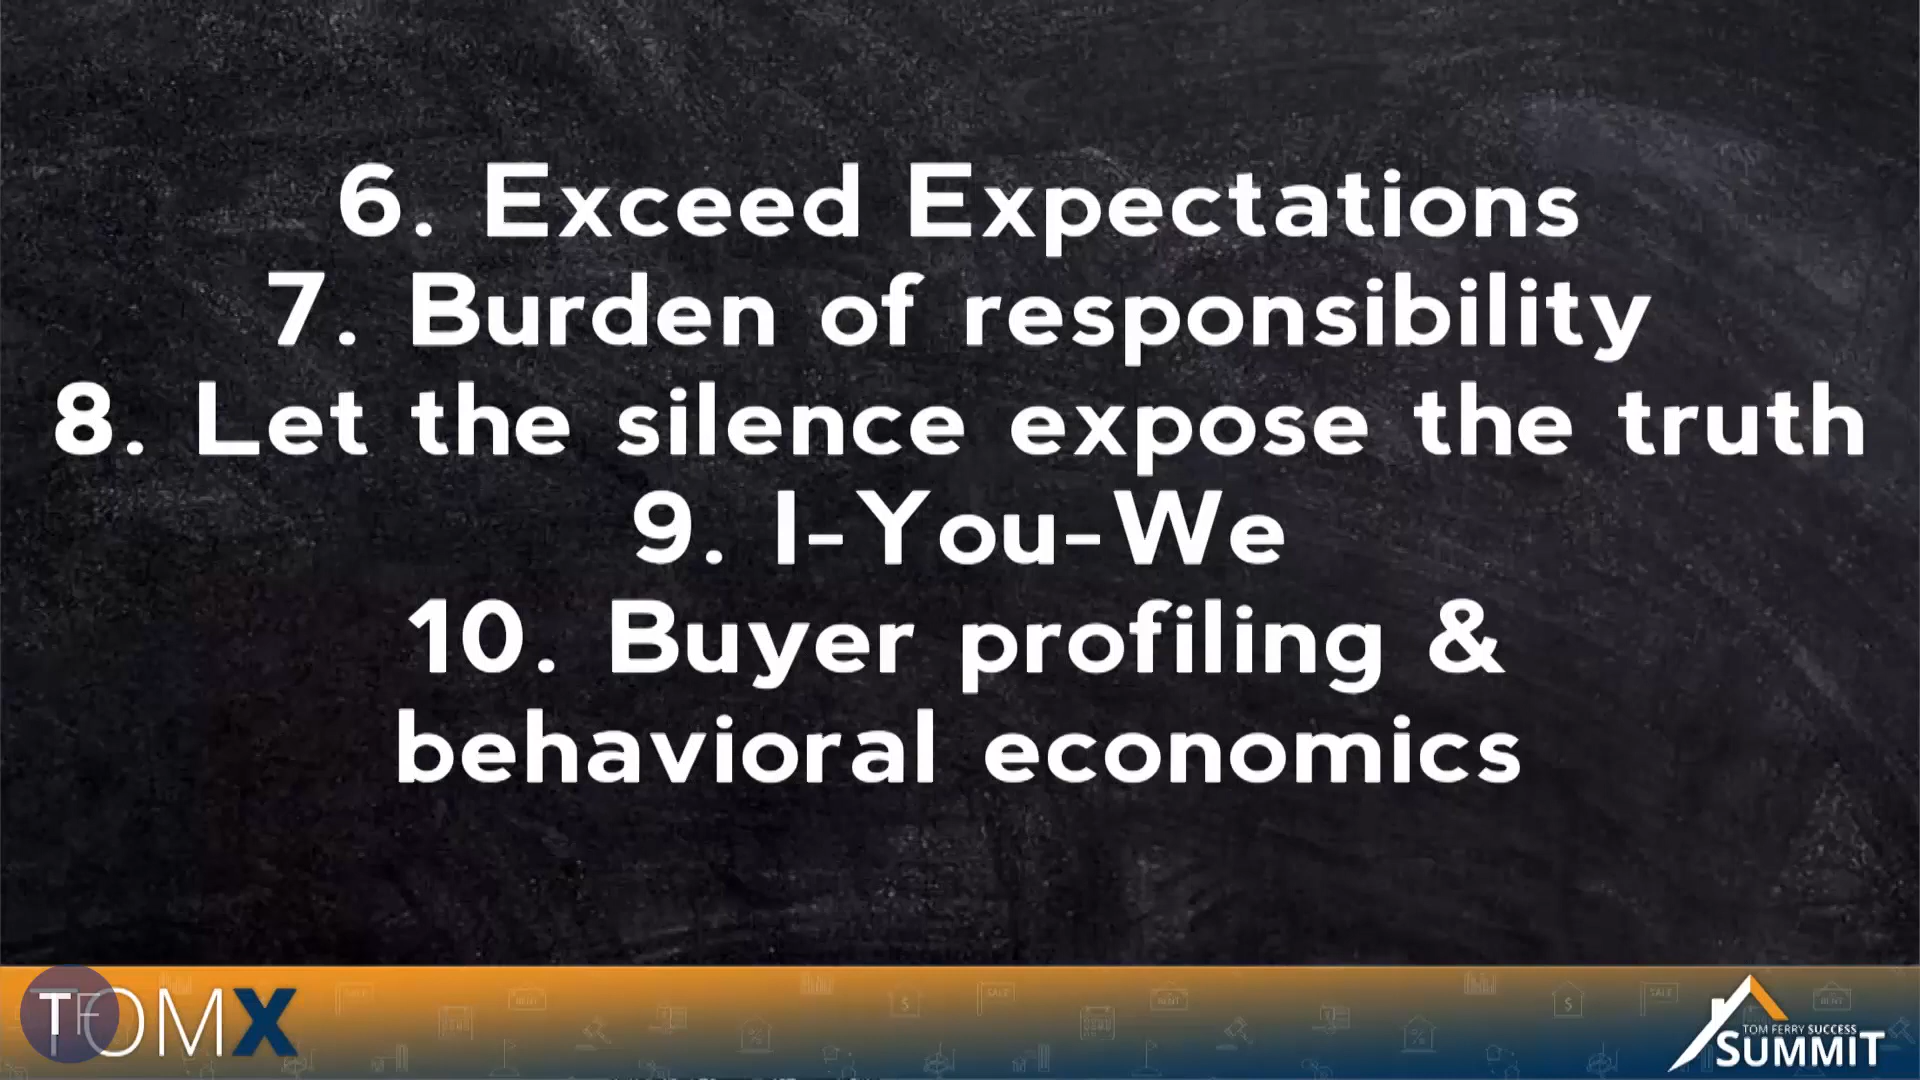 6. Exceed Expectations
7. Burden of responsibility
8. Let the silence expose the truth
9. I-You-We
10. Buyer profiling &
behavioral economics
TF
TOMX
TOM FERRY SUCCESS
SUMMIT